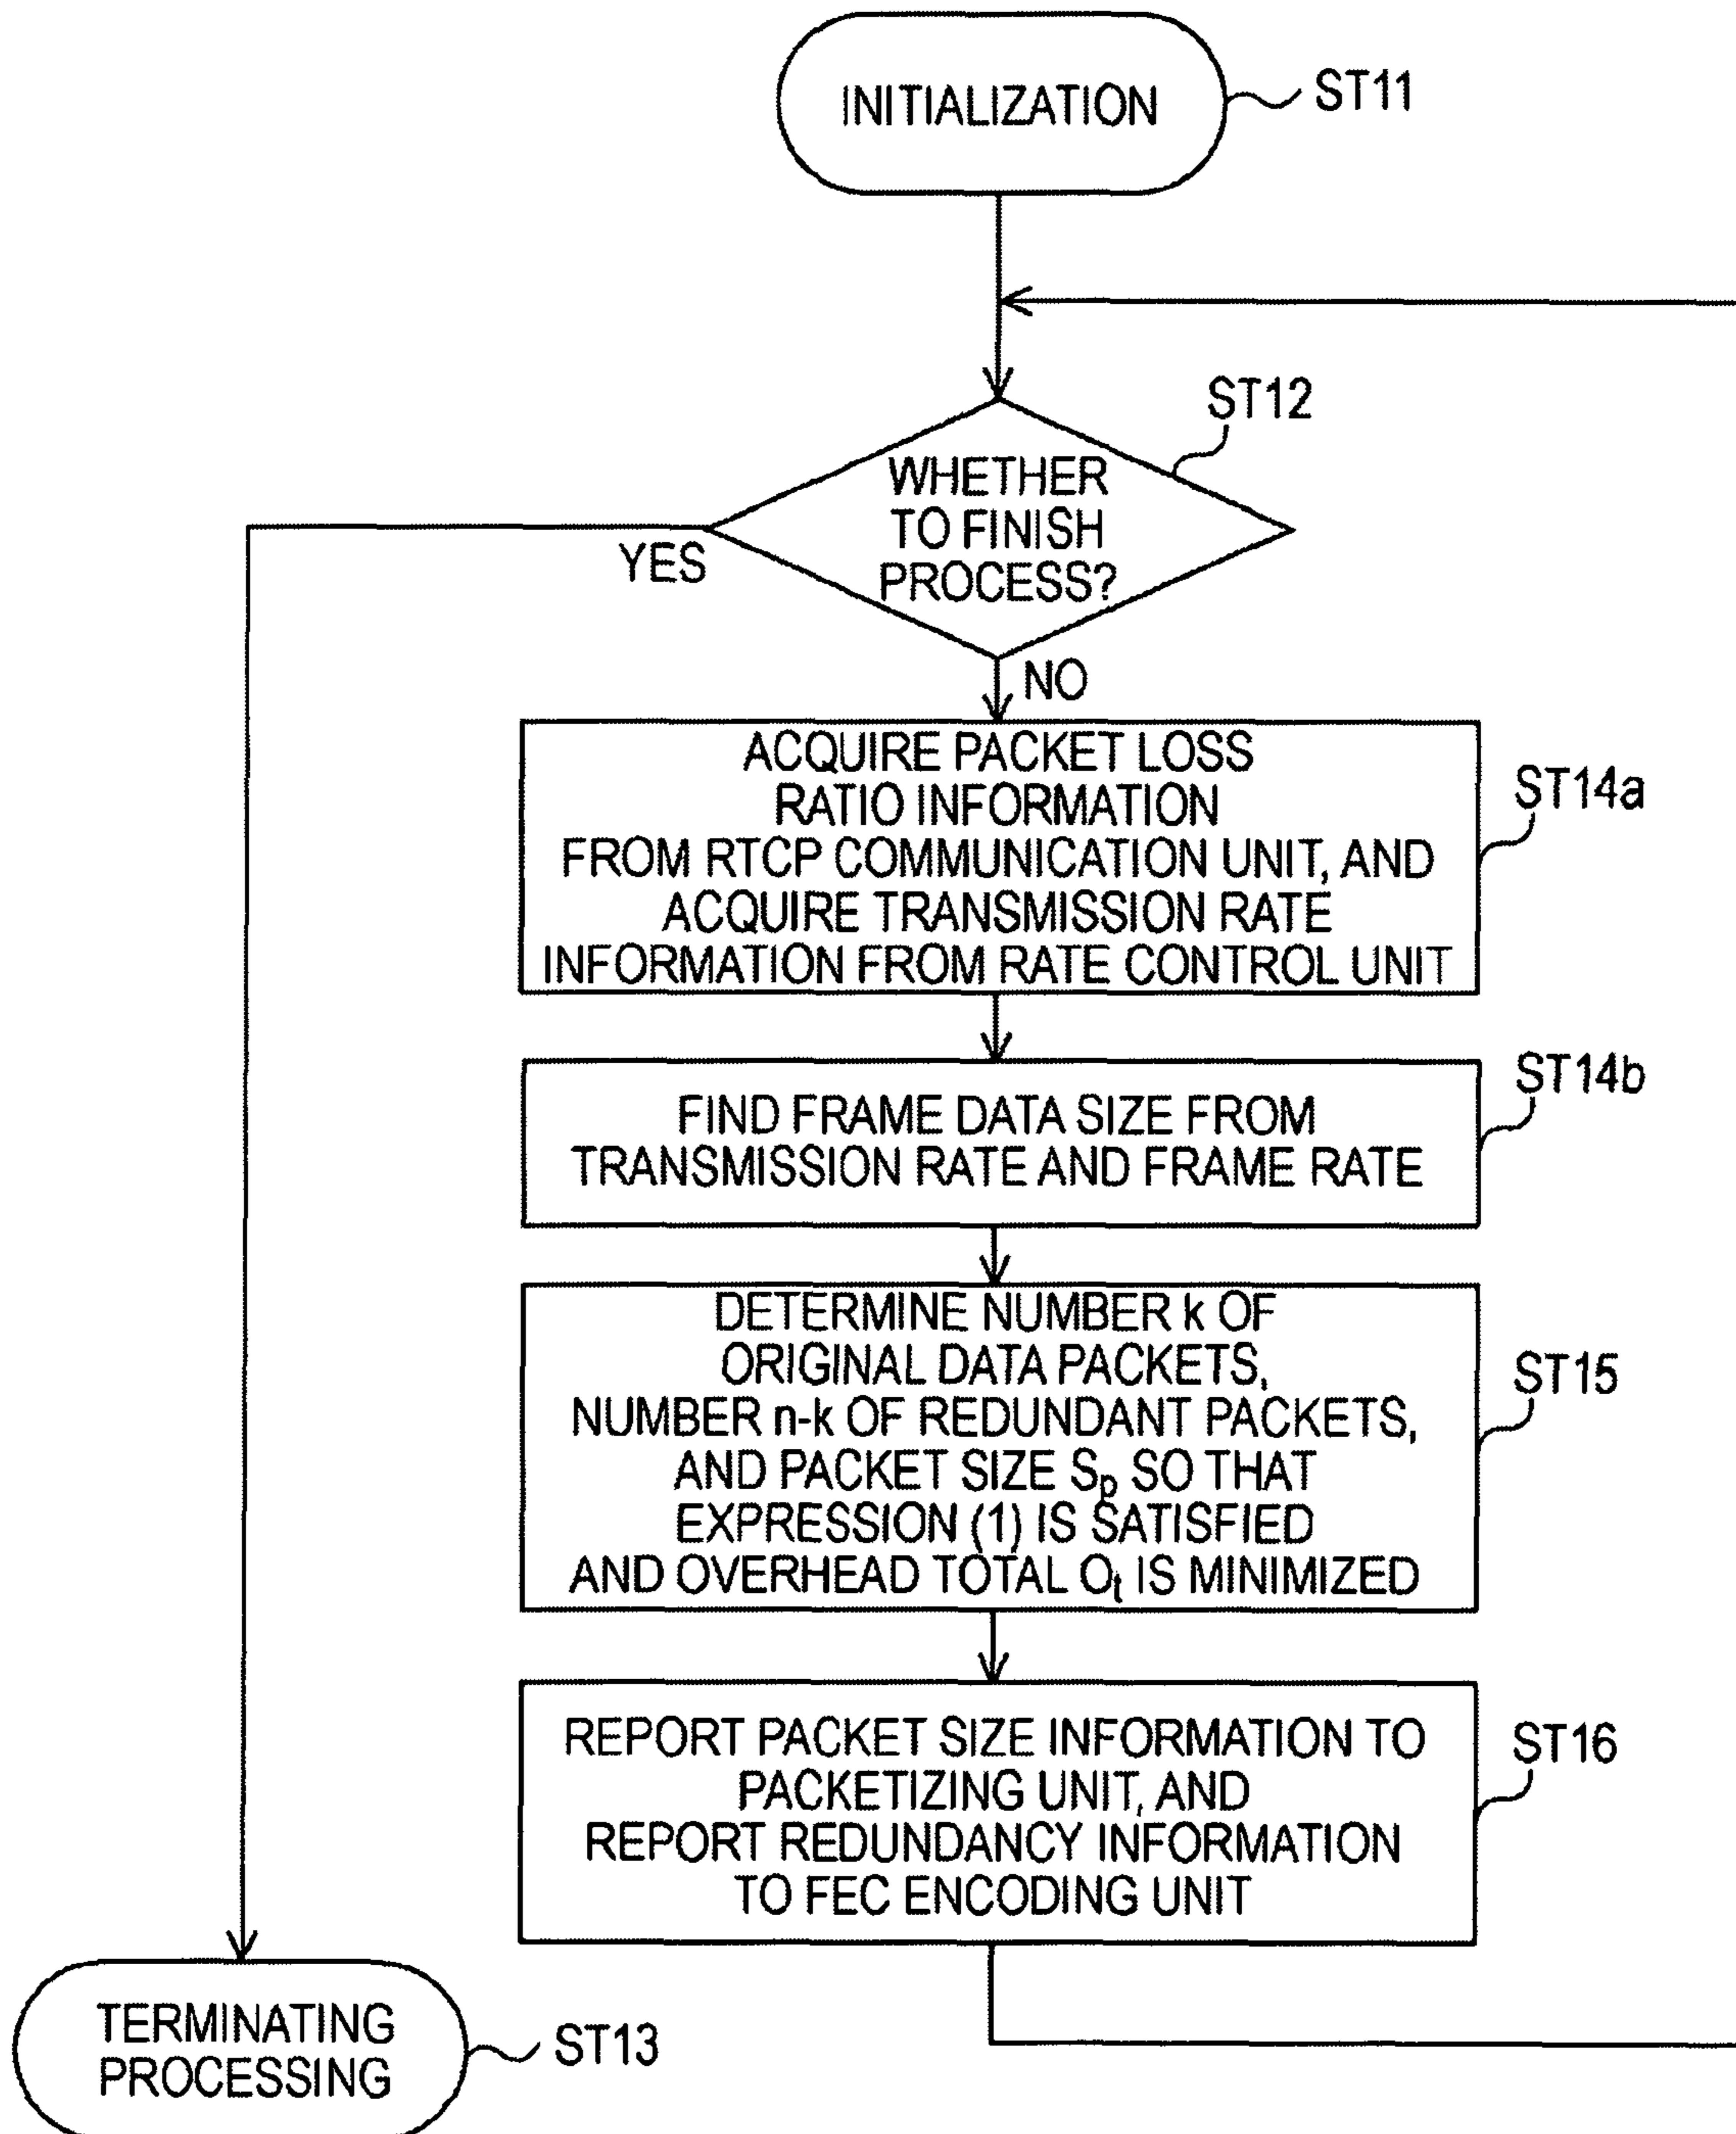 INITIALIZATION
ST11
ST12
WHETHER
TO FINISH
PROCESS?
YES
NO
ACQUIRE PACKET LOSS
RATIO INFORMATION
FROM RTCP COMMUNICATION UNIT, AND
ACQUIRE TRANSMISSION RATE
INFORMATION FROM RATE CONTROL UNIT
ST14a
FIND FRAME DATA SIZE FROM
TRANSMISSION RATE AND FRAME RATE
ST14b
DETERMINE NUMBER k OF
ORIGINAL DATA PACKETS,
NUMBER n-k OF REDUNDANT PACKETS,
AND PACKET SIZE Sp SO THAT
EXPRESSION (1) IS SATISFIED
AND OVERHEAD TOTAL Ot IS MINIMIZED
ST15
REPORT PACKET SIZE INFORMATION TO
PACKETIZING UNIT, AND
REPORT REDUNDANCY INFORMATION
TO FEC ENCODING UNIT
ST16
TERMINATING
PROCESSING
ST13